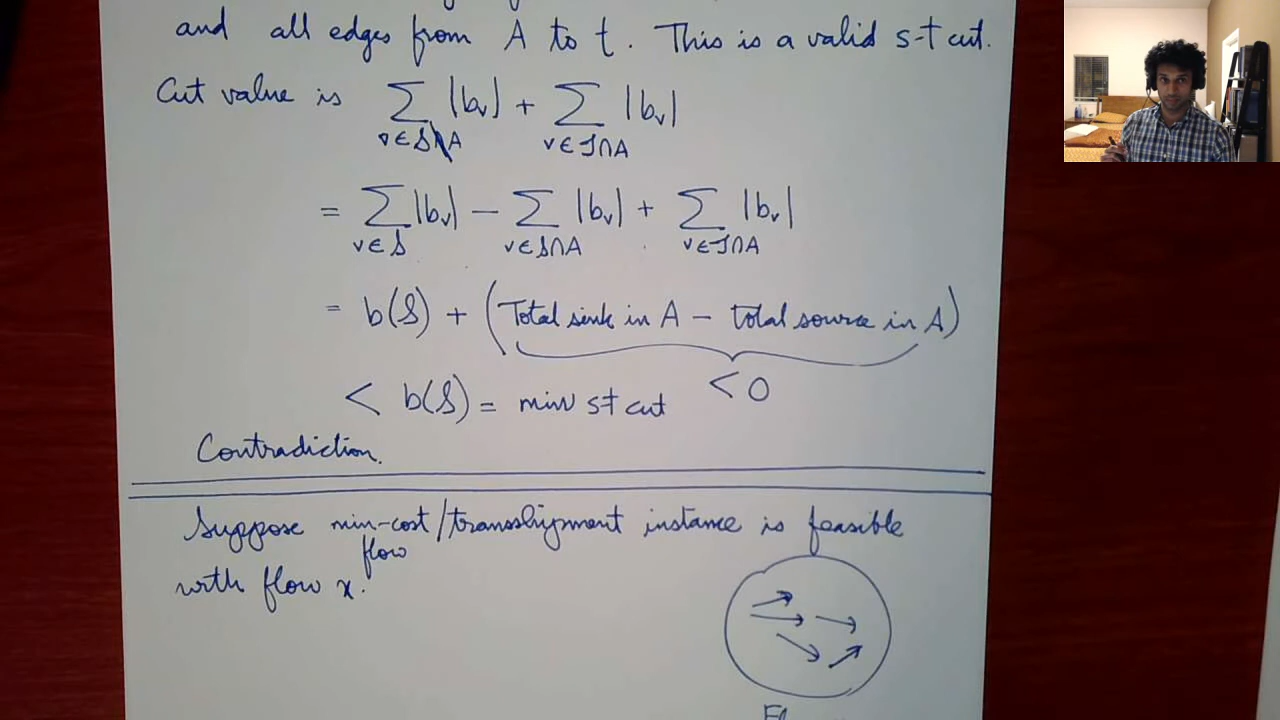 and all edges from A to t. This is a valid s-t cut.
Cut value is ∑_{v∈S\A} |b_v| + ∑_{v∈T∩A} |b_v|
= ∑_{v∈S} |b_v| − ∑_{v∈S∩A} |b_v| + ∑_{v∈T∩A} |b_v|
= b(S) + (Total sink in A − total source in A)
< b(S) = min st cut
< 0
Contradiction.
Suppose min-cost/transshipment instance is feasible
flow
with flow x.